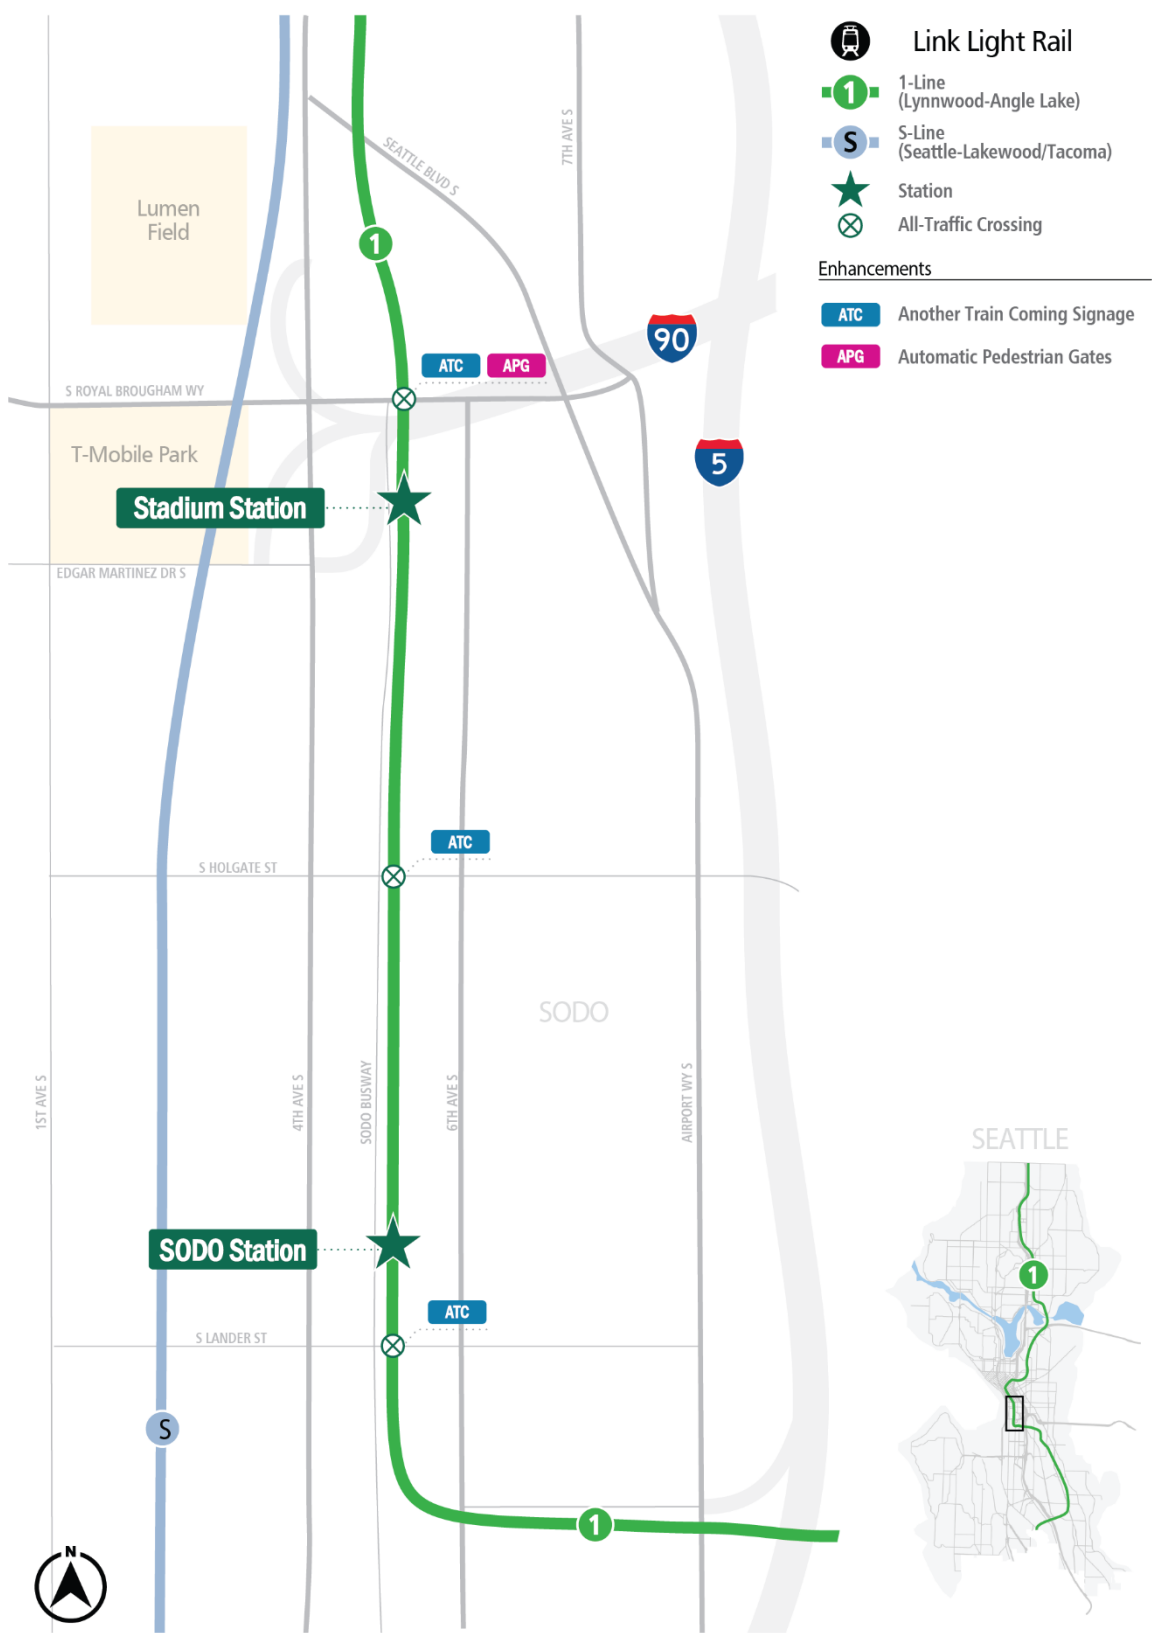 Link Light Rail
1
1-Line
(Lynnwood-Angle Lake)
S
S-Line
(Seattle-Lakewood/Tacoma)
Station
All-Traffic Crossing
Enhancements
ATC
Another Train Coming Signage
APG
Automatic Pedestrian Gates
7TH AVE S
SEATTLE BLVD S
Lumen
Field
1
90
ATC APG
S ROYAL BROUGHAM WY
T-Mobile Park
5
Stadium Station
EDGAR MARTINEZ DR S
ATC
S HOLGATE ST
SODO
1ST AVE S
4TH AVE S
SODO BUSWAY
6TH AVE S
AIRPORT WY S
SEATTLE
1
SODO Station
ATC
S LANDER ST
S
1
N